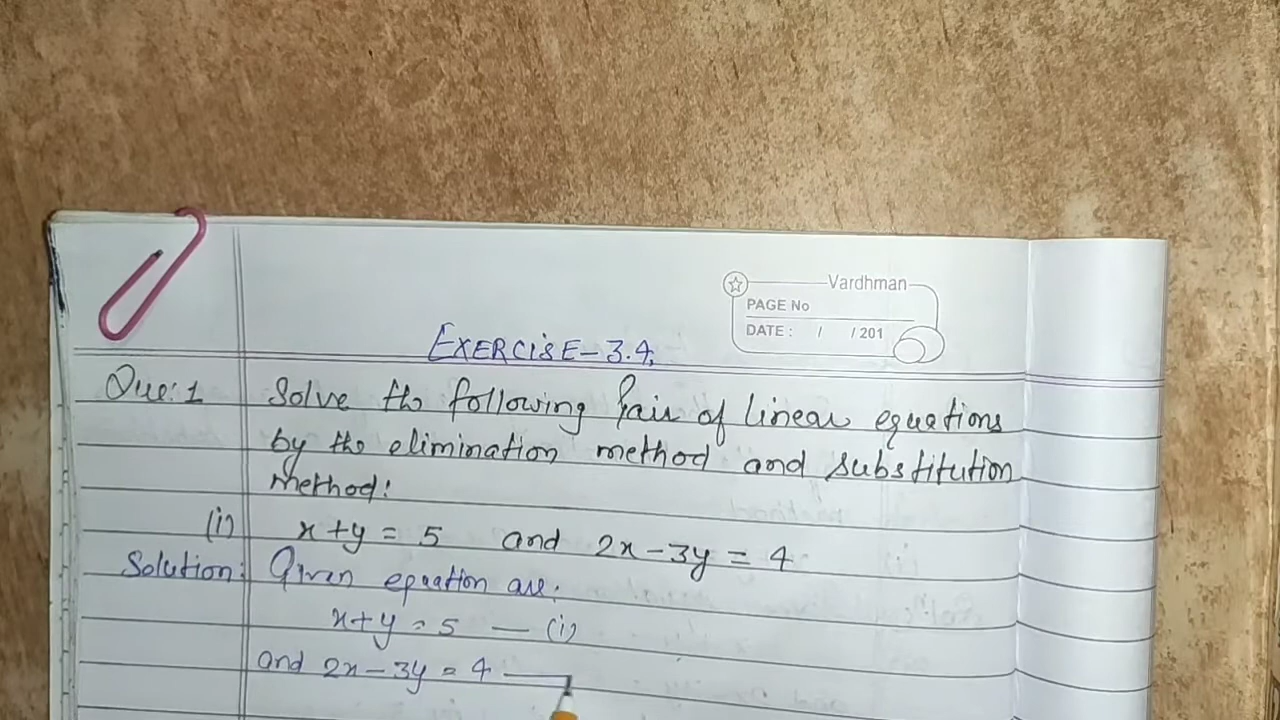 Vardhman
PAGE No
DATE : / / 201
EXERCISE-3.4,
Que:1 Solve the following pair of linear equations
by the elimination method and substitution
method:
(i) x+y = 5 and 2x-3y = 4
Solution: Given equation are:
x+y = 5 — (i)
and 2x-3y = 4 —